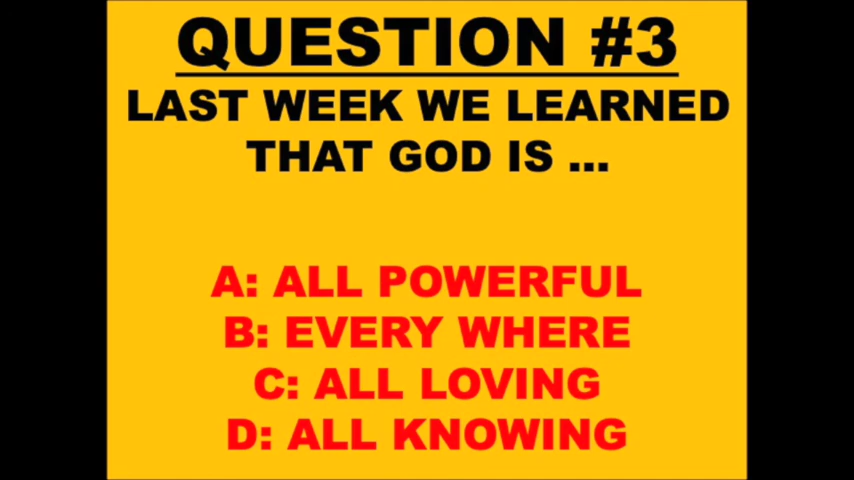 QUESTION #3
LAST WEEK WE LEARNED
THAT GOD IS ...
A: ALL POWERFUL
B: EVERY WHERE
C: ALL LOVING
D: ALL KNOWING